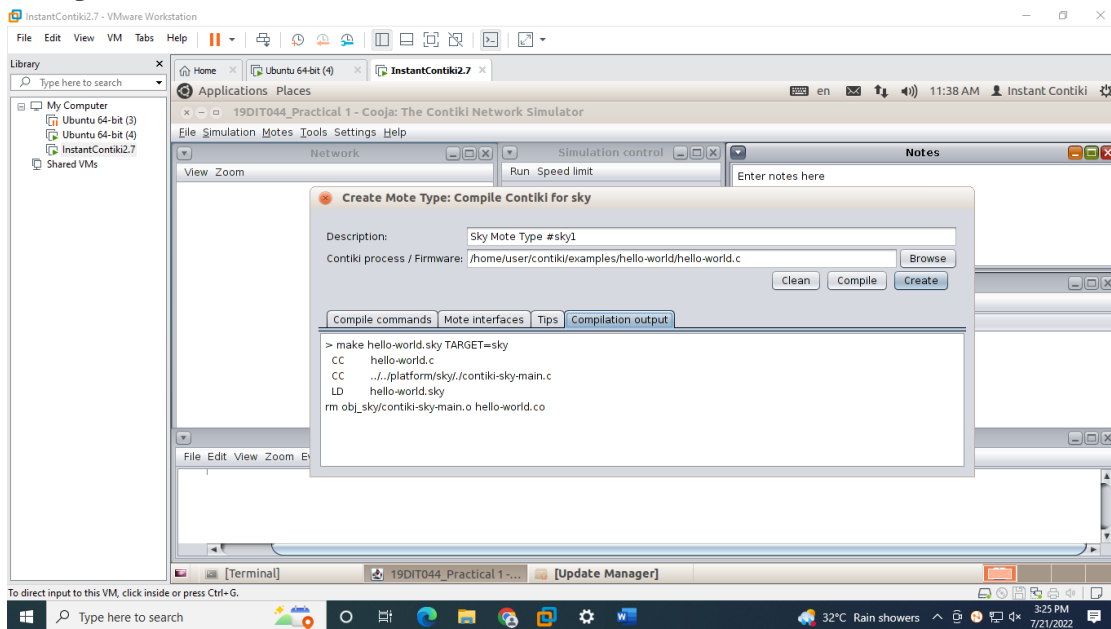 InstantContiki2.7 - VMware Workstation
File Edit View VM Tabs Help
Library
Type here to search
My Computer
Ubuntu 64-bit (3)
Ubuntu 64-bit (4)
InstantContiki2.7
Shared VMs
Home Ubuntu 64-bit (4) InstantContiki2.7
Applications Places en 11:38 AM Instant Contiki
19DIT044_Practical 1 - Cooja: The Contiki Network Simulator
File Simulation Motes Tools Settings Help
Network Simulation control Notes
View Zoom Run Speed limit Enter notes here
Create Mote Type: Compile Contiki for sky
Description: Sky Mote Type #sky1
Contiki process / Firmware: /home/user/contiki/examples/hello-world/hello-world.c Browse
Clean Compile Create
Compile commands Mote interfaces Tips Compilation output
> make hello-world.sky TARGET=sky
CC hello-world.c
CC ../../platform/sky/./contiki-sky-main.c
LD hello-world.sky
rm obj_sky/contiki-sky-main.o hello-world.co
File Edit View Zoom
[Terminal] 19DIT044_Practical 1 -... [Update Manager]
To direct input to this VM, click inside or press Ctrl+G.
Type here to search 32°C Rain showers 3:25 PM
7/21/2022